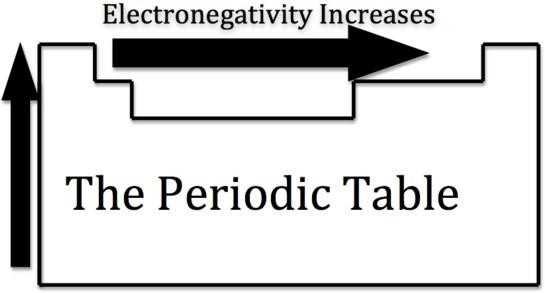 Electronegativity Increases
The Periodic Table